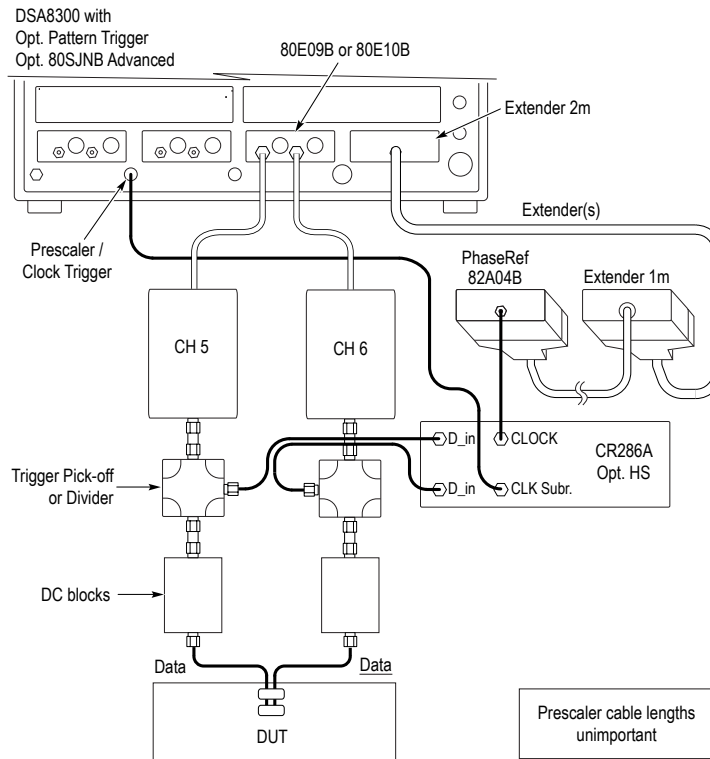 DSA8300 with
Opt. Pattern Trigger
Opt. 80SJNB Advanced
80E09B or 80E10B
Extender 2m
Extender(s)
Prescaler /
Clock Trigger
PhaseRef
82A04B
Extender 1m
CH 5
CH 6
D_in
CLOCK
CR286A
Opt. HS
D_in
CLK Subr.
Trigger Pick-off
or Divider
DC blocks
Data
Data
DUT
Prescaler cable lengths
unimportant